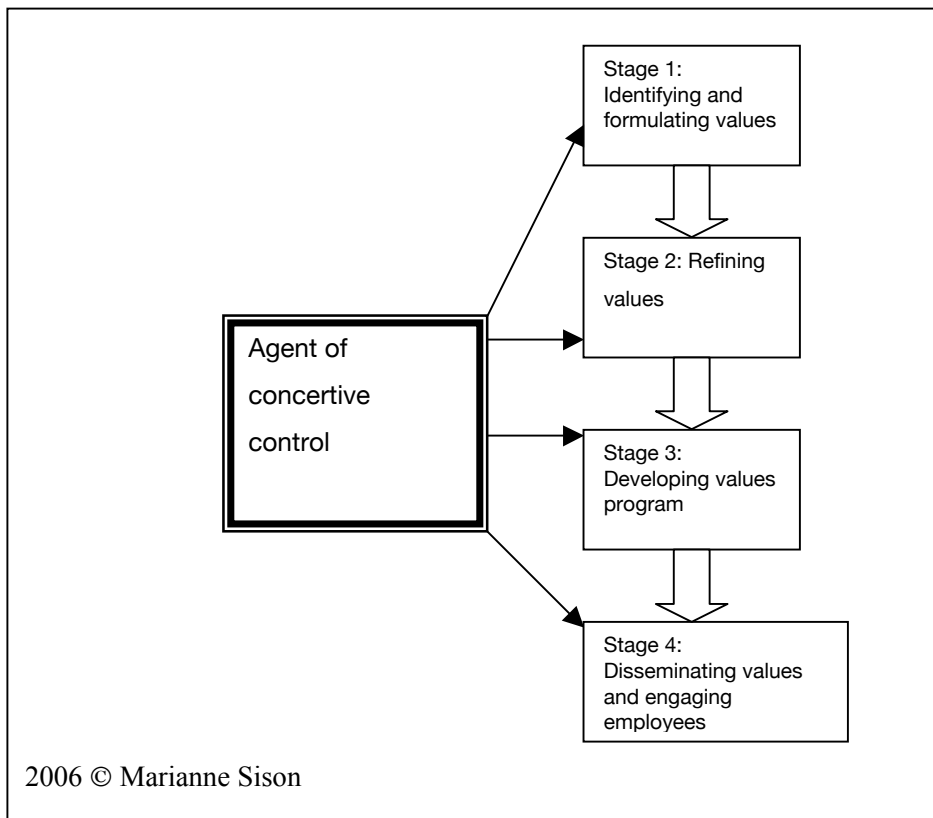 Stage 1:
Identifying and
formulating values
Stage 2: Refining
values
Agent of
concertive
control
Stage 3:
Developing values
program
Stage 4:
Disseminating values
and engaging
employees
2006 © Marianne Sison